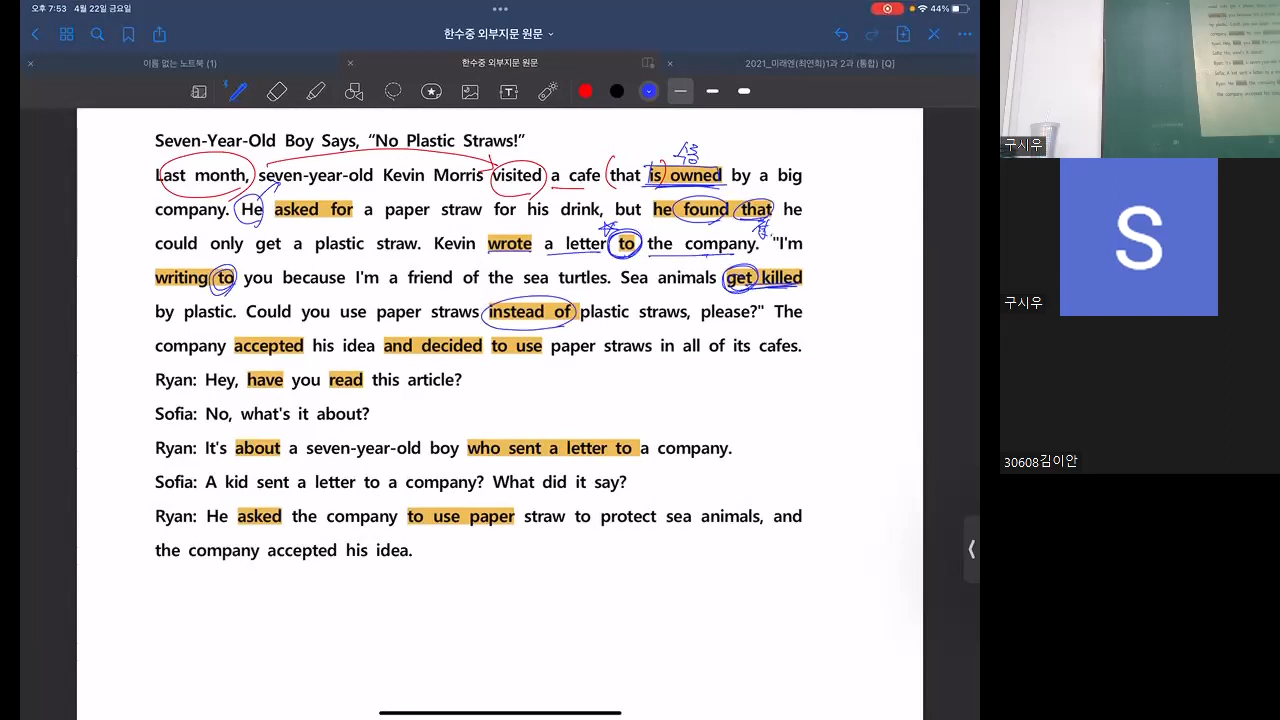 오후 7:53 4월 22일 금요일
44%
한수중 외부지문 원문
이름 없는 노트북 (1)
한수중 외부지문 원문
2021_미래엔(최연희)1과 2과 (통합) [Q]
Seven-Year-Old Boy Says, “No Plastic Straws!”
Last month, seven-year-old Kevin Morris visited a cafe that is owned by a big
company. He asked for a paper straw for his drink, but he found that he
could only get a plastic straw. Kevin wrote a letter to the company. "I'm
writing to you because I'm a friend of the sea turtles. Sea animals get killed
by plastic. Could you use paper straws instead of plastic straws, please?" The
company accepted his idea and decided to use paper straws in all of its cafes.
Ryan: Hey, have you read this article?
Sofia: No, what's it about?
Ryan: It's about a seven-year-old boy who sent a letter to a company.
Sofia: A kid sent a letter to a company? What did it say?
Ryan: He asked the company to use paper straw to protect sea animals, and
the company accepted his idea.
구시우
S
구시우
30608김이안